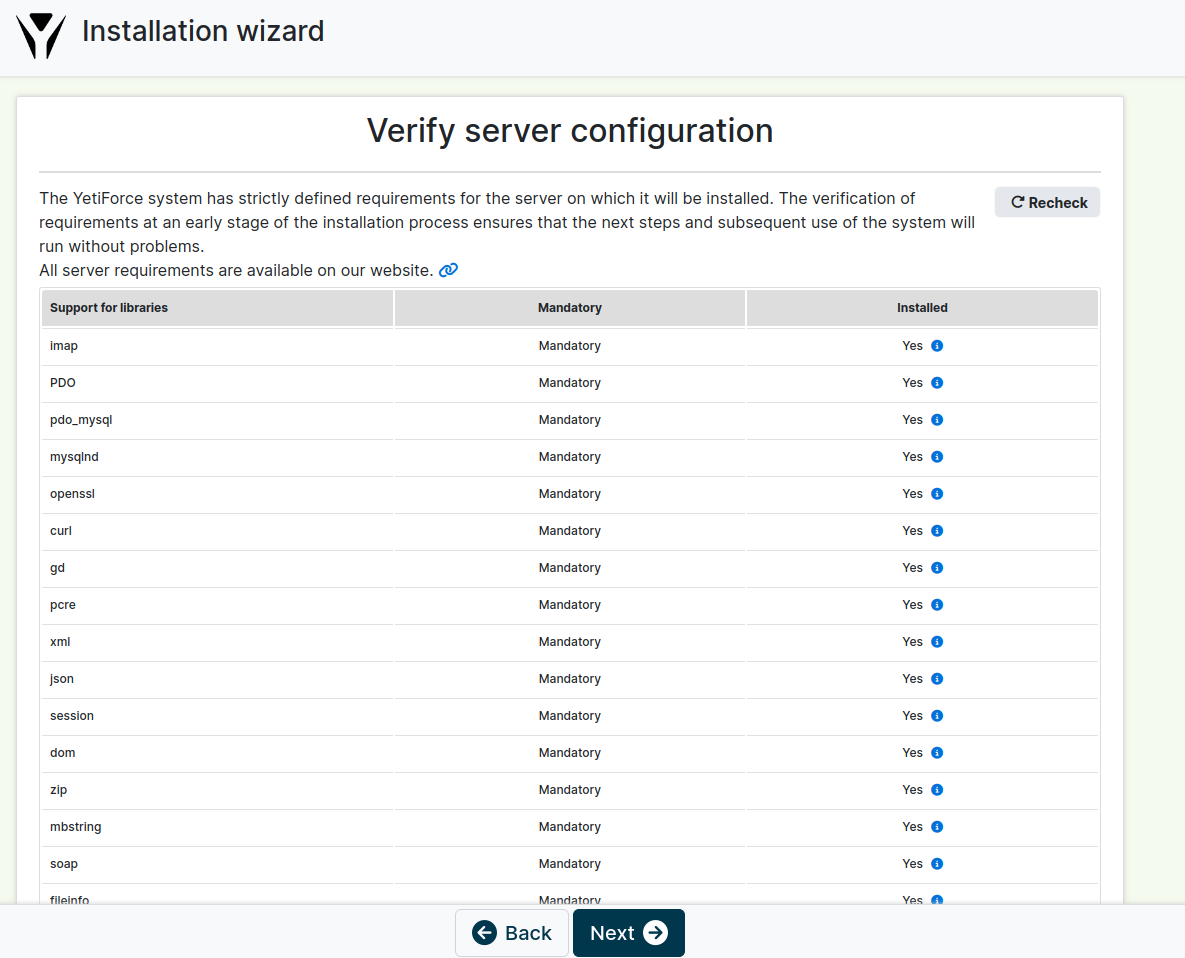 Installation wizard
Verify server configuration
The YetiForce system has strictly defined requirements for the server on which it will be installed. The verification of
requirements at an early stage of the installation process ensures that the next steps and subsequent use of the system will
run without problems.
All server requirements are available on our website.
Recheck
Support for libraries Mandatory Installed
imap Mandatory Yes
PDO Mandatory Yes
pdo_mysql Mandatory Yes
mysqlnd Mandatory Yes
openssl Mandatory Yes
curl Mandatory Yes
gd Mandatory Yes
pcre Mandatory Yes
xml Mandatory Yes
json Mandatory Yes
session Mandatory Yes
dom Mandatory Yes
zip Mandatory Yes
mbstring Mandatory Yes
soap Mandatory Yes
fileinfo Mandatory Yes
Back Next